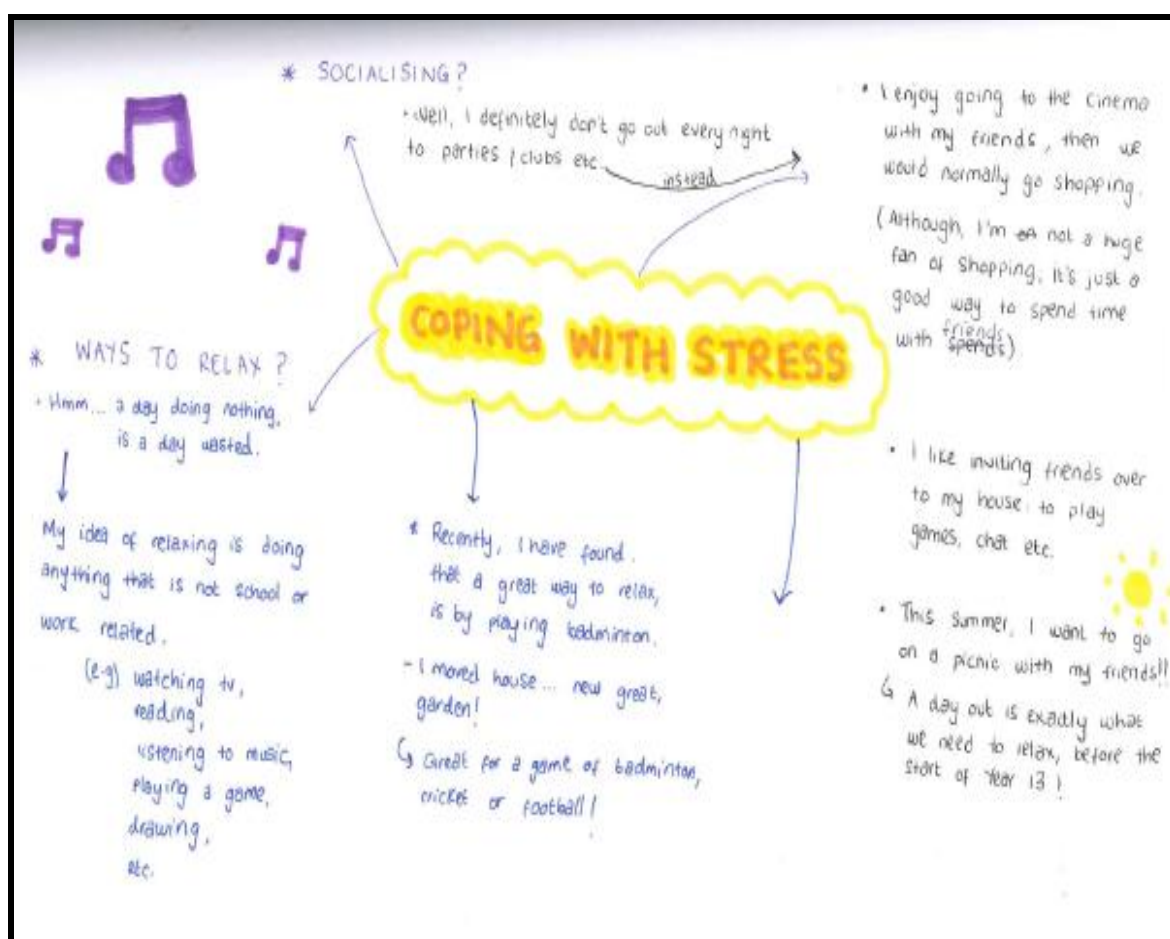 * SOCIALISING?
• Well, I definitely don't go out every night
to parties / clubs etc
instead
• I enjoy going to the cinema
with my friends, then we
would normally go shopping.
(Although, I'm not a huge
fan of shopping, it's just a
good way to spend time
with friends)
COPING WITH STRESS
* WAYS TO RELAX?
• Hmm... a day doing nothing,
is a day wasted.
My idea of relaxing is doing
anything that is not school or
work related.
(e.g) watching tv,
reading,
listening to music,
playing a game,
drawing,
etc.
* Recently, I have found.
that a great way to relax,
is by playing badminton.
- I moved house... new great,
garden!
↳ Great for a game of badminton,
cricket or football!
• I like inviting friends over
to my house: to play
games, chat etc.
• This summer, I want to go
on a picnic with my friends!!
↳ A day out is exactly what
we need to relax, before the
start of Year 13!